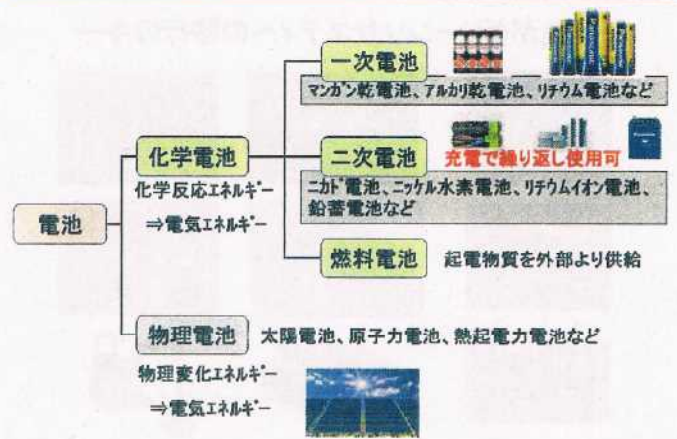 一次電池
マンガン乾電池、アルカリ乾電池、リチウム電池など
化学電池
化学反応エネルギー
⇒電気エネルギー
二次電池
充電で繰り返し使用可
ニカド電池、ニッケル水素電池、リチウムイオン電池、
鉛蓄電池など
電池
燃料電池
起電物質を外部より供給
物理電池
太陽電池、原子力電池、熱起電力電池など
物理変化エネルギー
⇒電気エネルギー
Panasonic